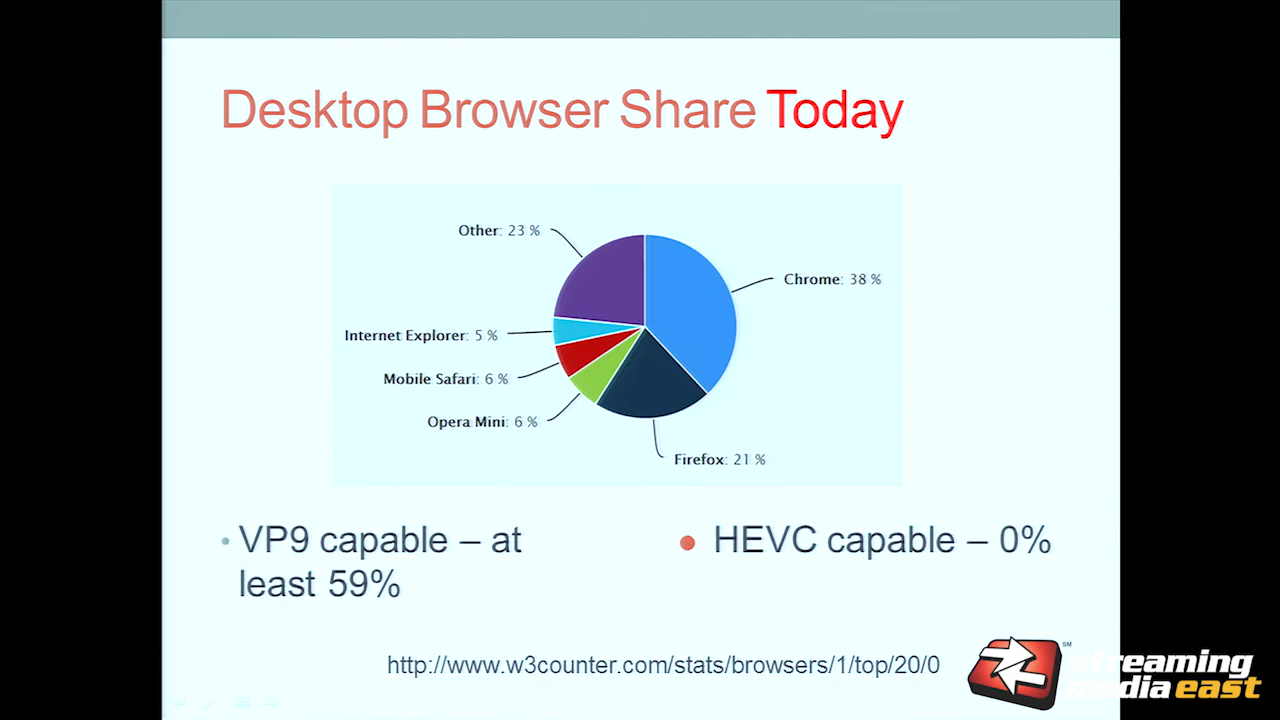 Desktop Browser Share Today
Other: 23 %
Chrome: 38 %
Internet Explorer: 5 %
Mobile Safari: 6 %
Opera Mini: 6 %
Firefox: 21 %
• VP9 capable – at
least 59%
• HEVC capable – 0%
http://www.w3counter.com/stats/browsers/1/top/20/0
SM
streaming
media east